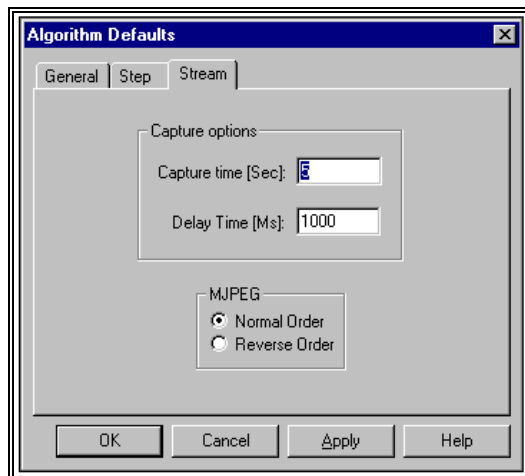 Algorithm Defaults
General Step Stream
Capture options
Capture time [Sec]: 5
Delay Time [Ms]: 1000
MJPEG
Normal Order
Reverse Order
OK Cancel Apply Help